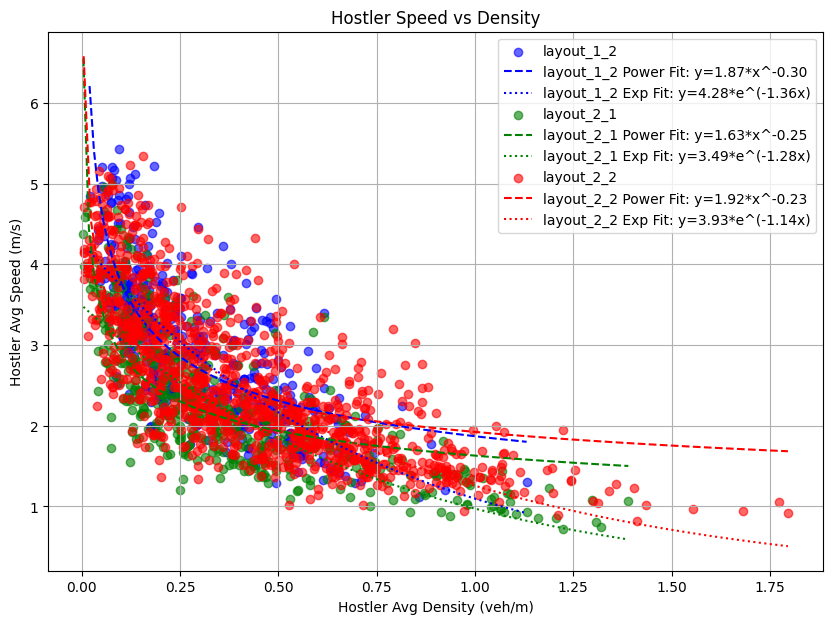 Hostler Speed vs Density
layout_1_2
layout_1_2 Power Fit: y=1.87*x^-0.30
layout_1_2 Exp Fit: y=4.28*e^(-1.36x)
layout_2_1
layout_2_1 Power Fit: y=1.63*x^-0.25
layout_2_1 Exp Fit: y=3.49*e^(-1.28x)
layout_2_2
layout_2_2 Power Fit: y=1.92*x^-0.23
layout_2_2 Exp Fit: y=3.93*e^(-1.14x)
Hostler Avg Speed (m/s)
6
5
4
3
2
1
0.00 0.25 0.50 0.75 1.00 1.25 1.50 1.75
Hostler Avg Density (veh/m)